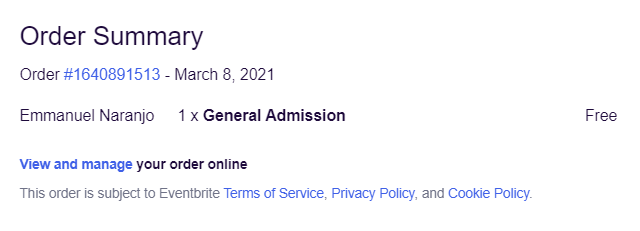 Order Summary
Order #1640891513 - March 8, 2021
Emmanuel Naranjo 1 x General Admission Free
View and manage your order online
This order is subject to Eventbrite Terms of Service, Privacy Policy, and Cookie Policy.